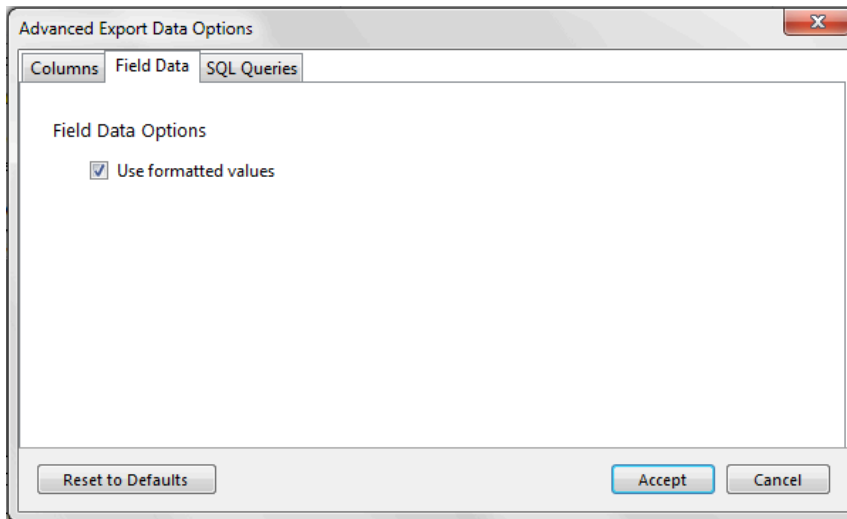 Advanced Export Data Options
Columns Field Data SQL Queries
Field Data Options
Use formatted values
Reset to Defaults Accept Cancel